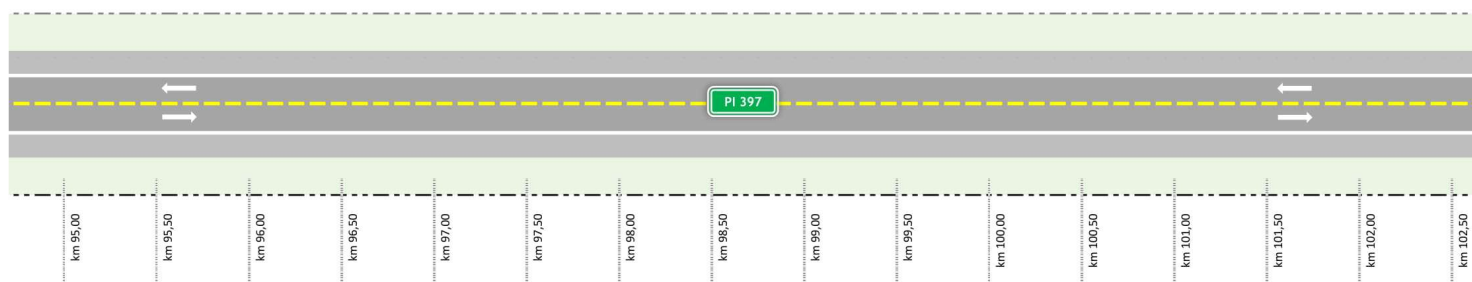 PI 397
km 95,00
km 95,50
km 96,00
km 96,50
km 97,00
km 97,50
km 98,00
km 98,50
km 99,00
km 99,50
km 100,00
km 100,50
km 101,00
km 101,50
km 102,00
km 102,50